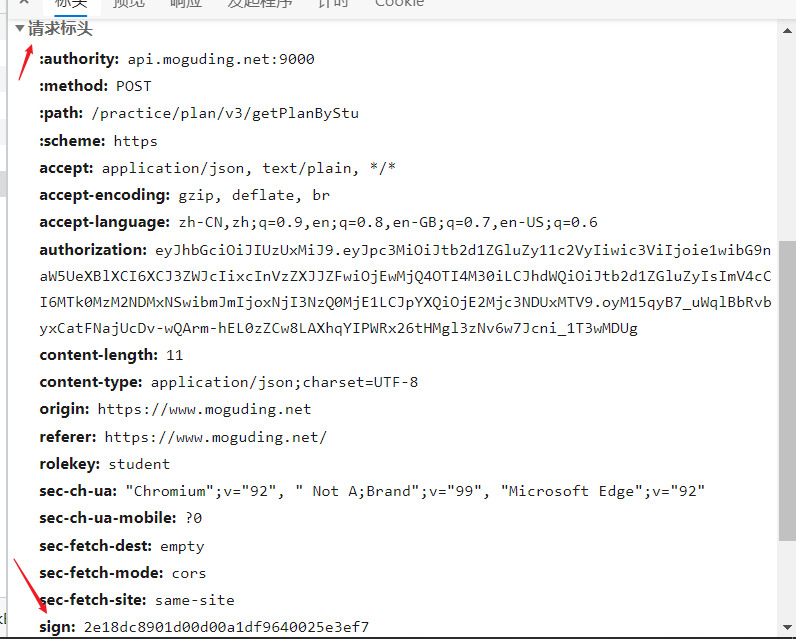 标头 预览 响应 发起程序 计时 Cookie
请求标头
:authority: api.moguding.net:9000
:method: POST
:path: /practice/plan/v3/getPlanByStu
:scheme: https
accept: application/json, text/plain, */*
accept-encoding: gzip, deflate, br
accept-language: zh-CN,zh;q=0.9,en;q=0.8,en-GB;q=0.7,en-US;q=0.6
authorization: eyJhbGciOiJIUzUxMiJ9.eyJpc3MiOiJtb2d1ZGluZy11c2VyIiwic3ViIjoie1wibG9n
aW5UeXBlXCI6XCJ3ZWJcIixcInVzZXJJZFwiOjEwMjQ4OTI4M30iLCJhdWQiOiJtb2d1ZGluZyIsImV4cC
I6MTk0MzM2NDMxNSwibmJmIjoxNjI3NzQ0MjE1LCJpYXQiOjE2Mjc3NDUxMTV9.oyM15qyB7_uWqlBbRvb
yxCatFNajUcDv-wQArm-hEL0zZCw8LAXhqYIPWRx26tHMgl3zNv6w7Jcni_1T3wMDUg
content-length: 11
content-type: application/json;charset=UTF-8
origin: https://www.moguding.net
referer: https://www.moguding.net/
rolekey: student
sec-ch-ua: "Chromium";v="92", " Not A;Brand";v="99", "Microsoft Edge";v="92"
sec-ch-ua-mobile: ?0
sec-fetch-dest: empty
sec-fetch-mode: cors
sec-fetch-site: same-site
sign: 2e18dc8901d00d00a1df9640025e3ef7